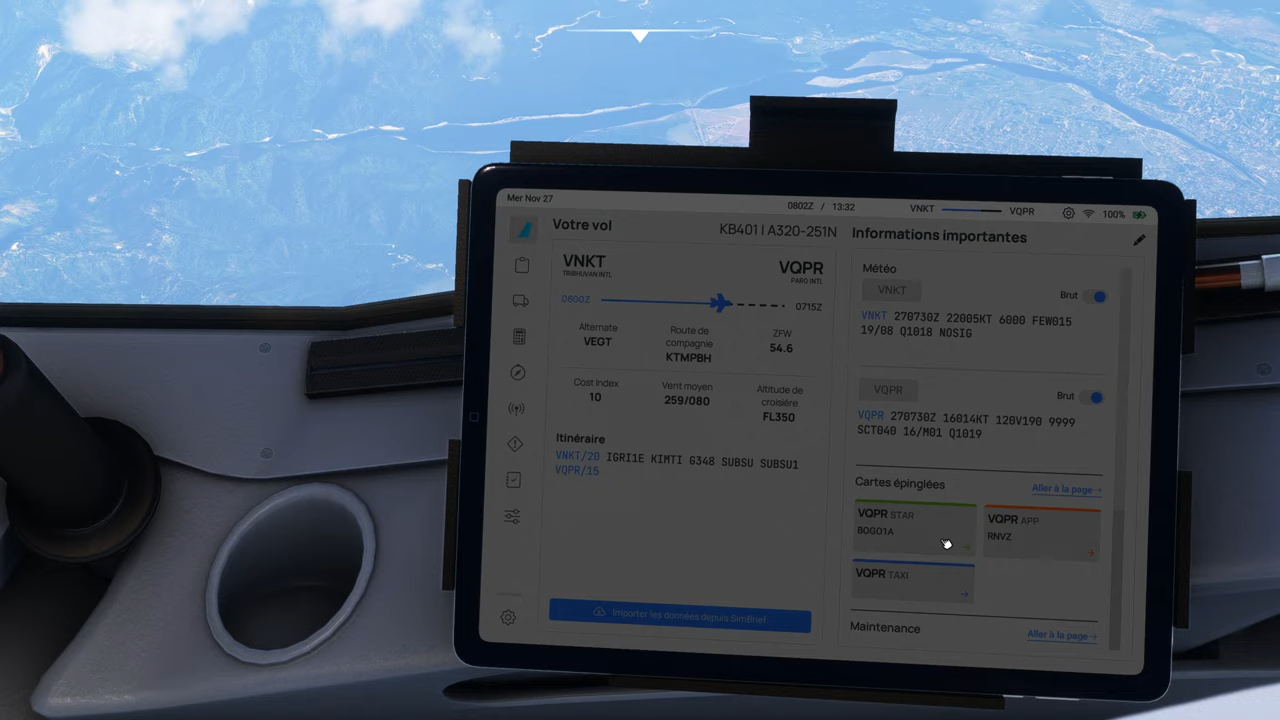 Mer Nov 27
0802Z / 13:32
VNKT VQPR
100%
Votre vol
KB401 | A320-251N
VNKT
TRIBHUVAN INTL
VQPR
PARO INTL
0600Z
0715Z
Alternate
VEGT
Route de
compagnie
KTMPBH
ZFW
54.6
Cost Index
10
Vent moyen
259/080
Altitude de
croisière
FL350
Itinéraire
VNKT/20 IGRI1E KIMTI G348 SUBSU SUBSU1
VQPR/15
Importer les données depuis SimBrief
Informations importantes
Météo
VNKT
Brut
VNKT 270730Z 22005KT 6000 FEW015
19/08 Q1018 NOSIG
VQPR
Brut
VQPR 270730Z 16014KT 120V190 9999
SCT040 16/M01 Q1019
Cartes épinglées
Aller à la page
VQPR STAR
BOGO1A
VQPR APP
RNVZ
VQPR TAXI
Maintenance
Aller à la page